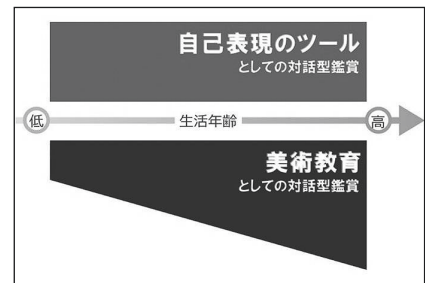 自己表現のツール
としての対話型鑑賞
低 生活年齢 高
美術教育
としての対話型鑑賞